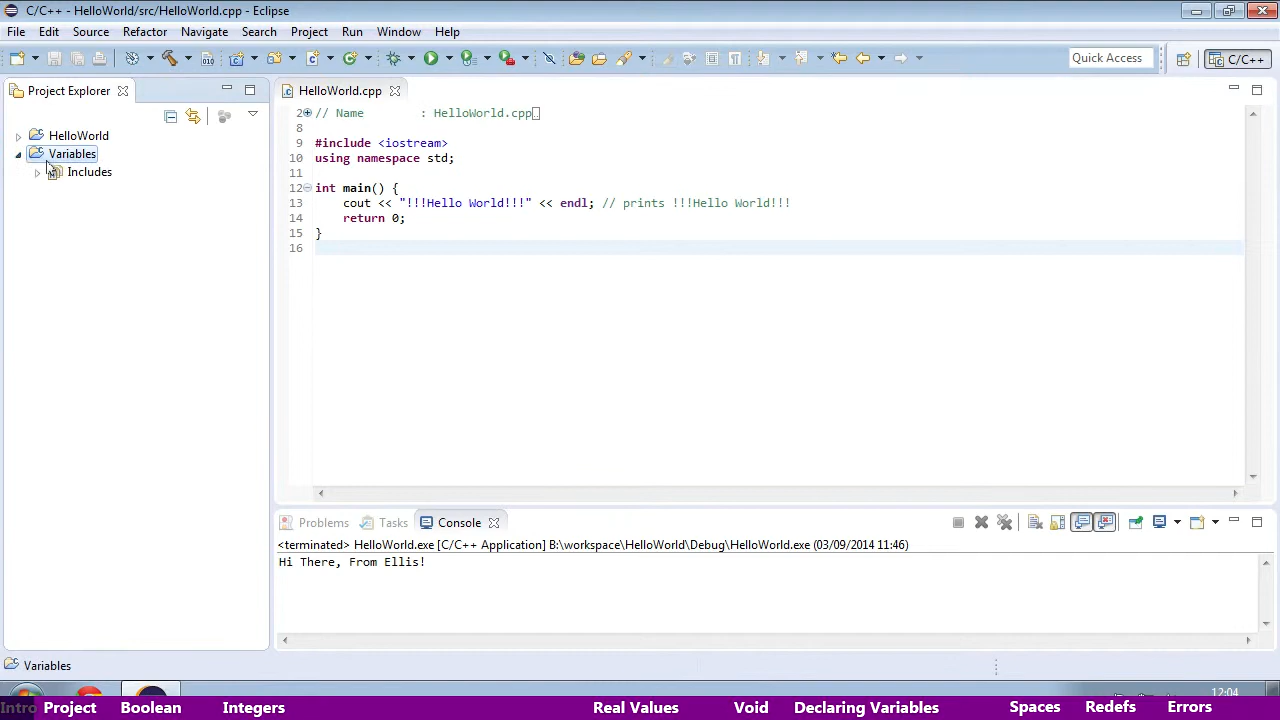 C/C++ - HelloWorld/src/HelloWorld.cpp - Eclipse
File Edit Source Refactor Navigate Search Project Run Window Help
Quick Access
C/C++
Project Explorer
HelloWorld
Variables
Includes
HelloWorld.cpp
2 // Name : HelloWorld.cpp
8
9 #include <iostream>
10 using namespace std;
11
12 int main() {
13 cout << "!!!Hello World!!!" << endl; // prints !!!Hello World!!!
14 return 0;
15 }
16
Problems Tasks Console
<terminated> HelloWorld.exe [C/C++ Application] B:\workspace\HelloWorld\Debug\HelloWorld.exe (03/09/2014 11:46)
Hi There, From Ellis!
Variables
12:04
Intro Project Boolean Integers Real Values Void Declaring Variables Spaces Redefs Errors